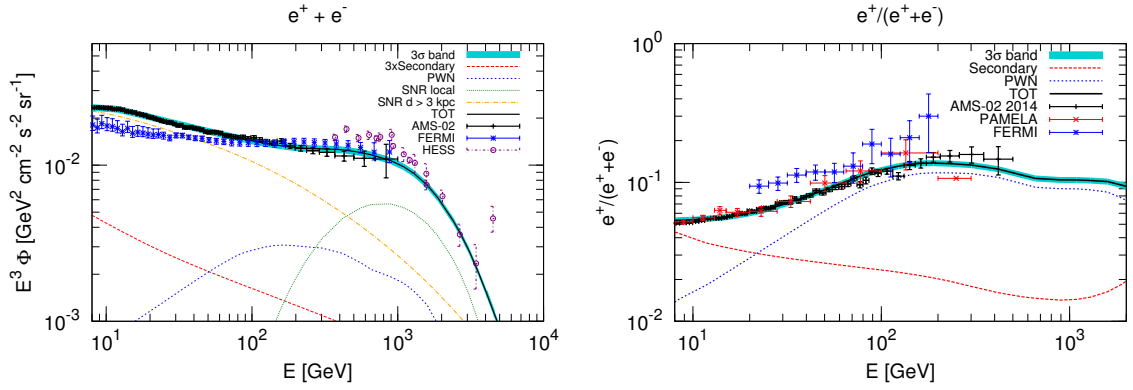 e⁺ + e⁻
E³ Φ [GeV² cm⁻² s⁻² sr⁻¹]
10⁻²
10⁻³
10¹ 10² 10³ 10⁴
E [GeV]
3σ band
3xSecondary
PWN
SNR local
SNR d > 3 kpc
TOT
AMS-02
FERMI
HESS
e⁺/(e⁺+e⁻)
e⁺/(e⁺+e⁻)
10⁰
10⁻¹
10⁻²
10¹ 10² 10³
E [GeV]
3σ band
Secondary
PWN
TOT
AMS-02 2014
PAMELA
FERMI